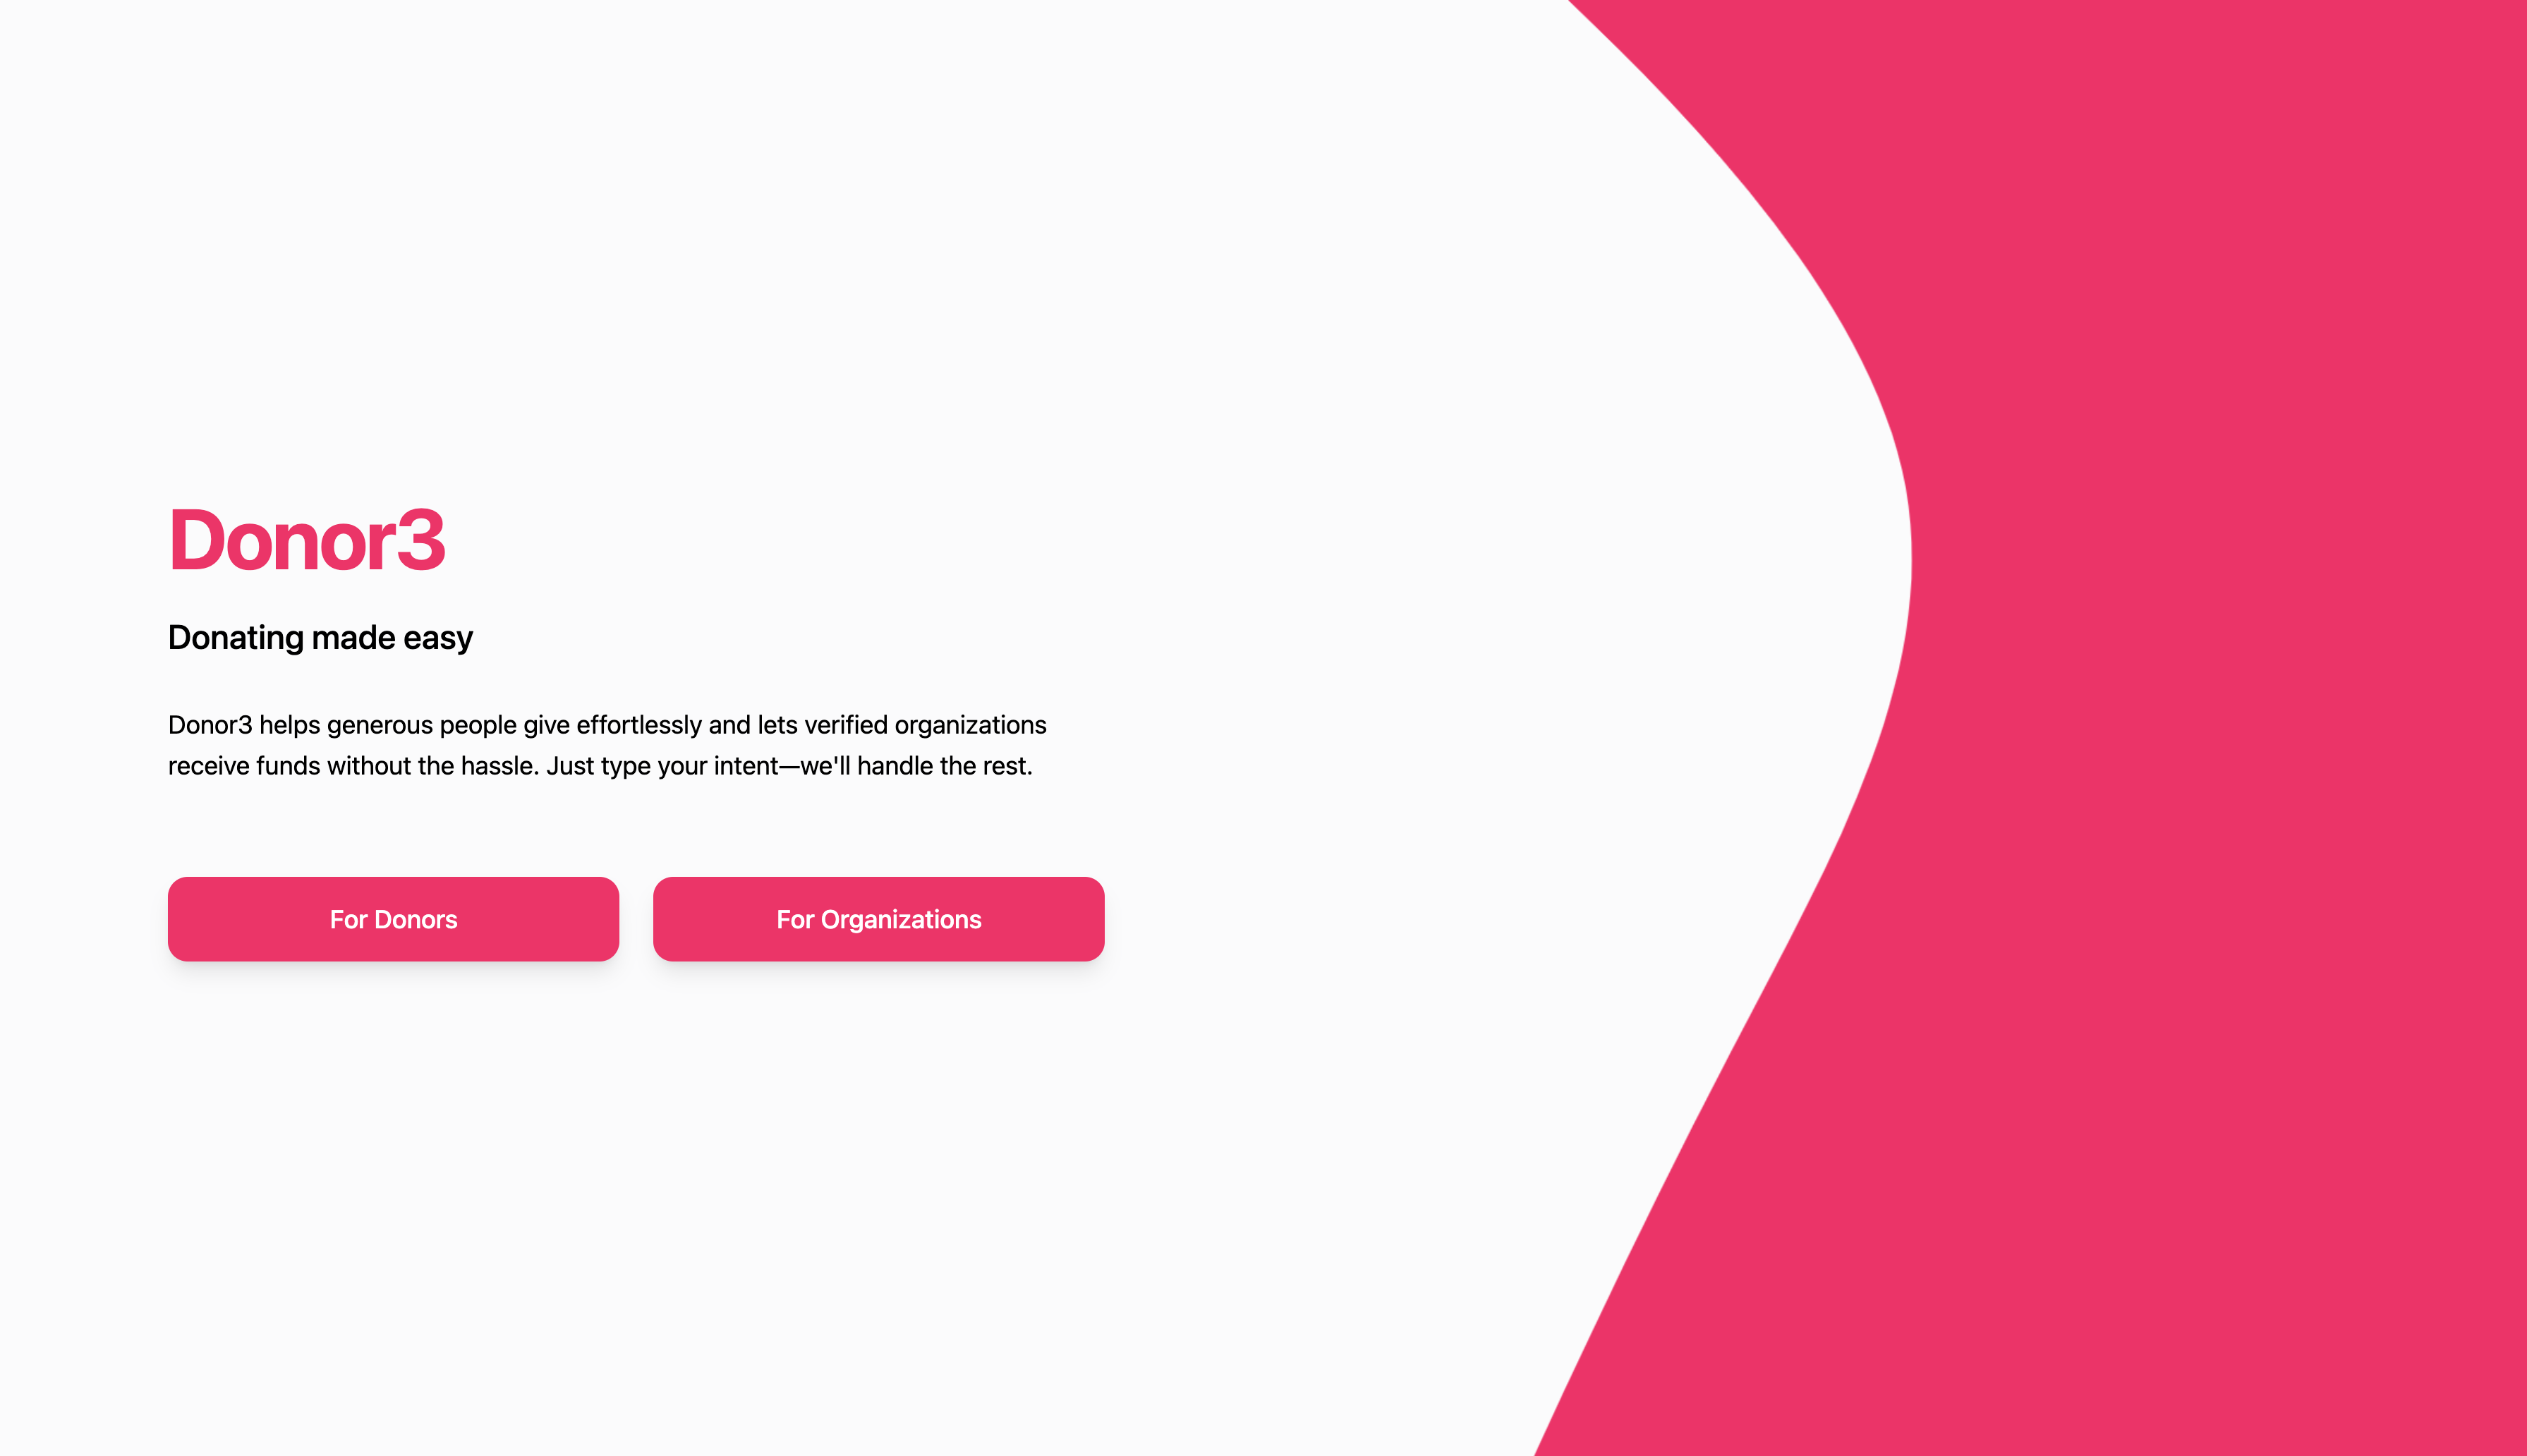 Donor3
Donating made easy
Donor3 helps generous people give effortlessly and lets verified organizations
receive funds without the hassle. Just type your intent—we'll handle the rest.
For Donors
For Organizations